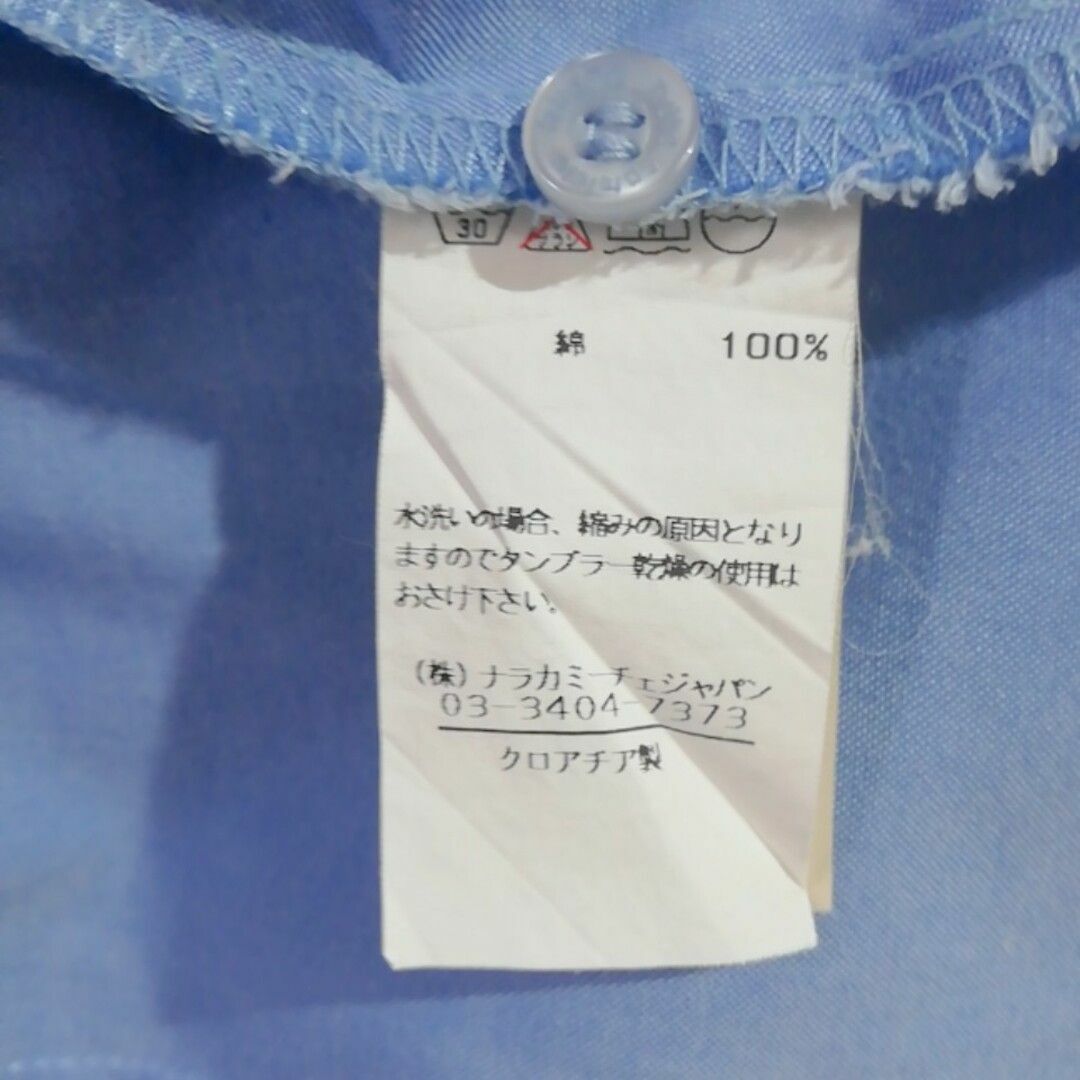 30
綿 100%
水洗いの場合、縮みの原因となり
ますのでタンブラー乾燥の使用は
おさけ下さい。
(株)ナラカミーチェジャパン
03-3404-7373
クロアチア製